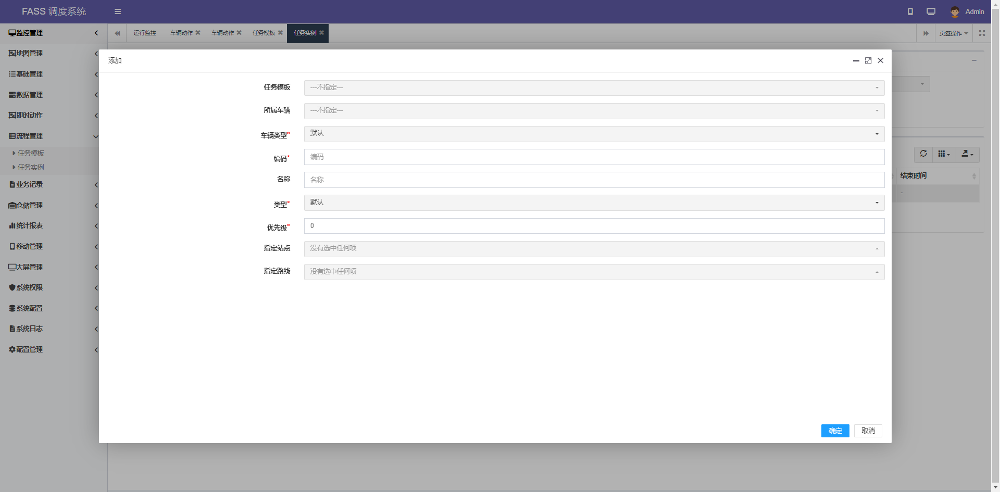 FASS 调度系统
Admin
监控管理
运行监控
车辆动作
车辆动作
任务模板
任务实例
页签操作
地图管理
基础管理
数据管理
即时动作
流程管理
任务模板
任务实例
业务记录
仓储管理
统计报表
移动管理
大屏管理
系统权限
系统配置
系统日志
配置管理
添加
任务模板 ---不指定---
所属车辆 ---不指定---
车辆类型* 默认
编码* 编码
名称 名称
类型* 默认
优先级* 0
指定站点 没有选中任何项
指定路线 没有选中任何项
确定 取消
结束时间
-